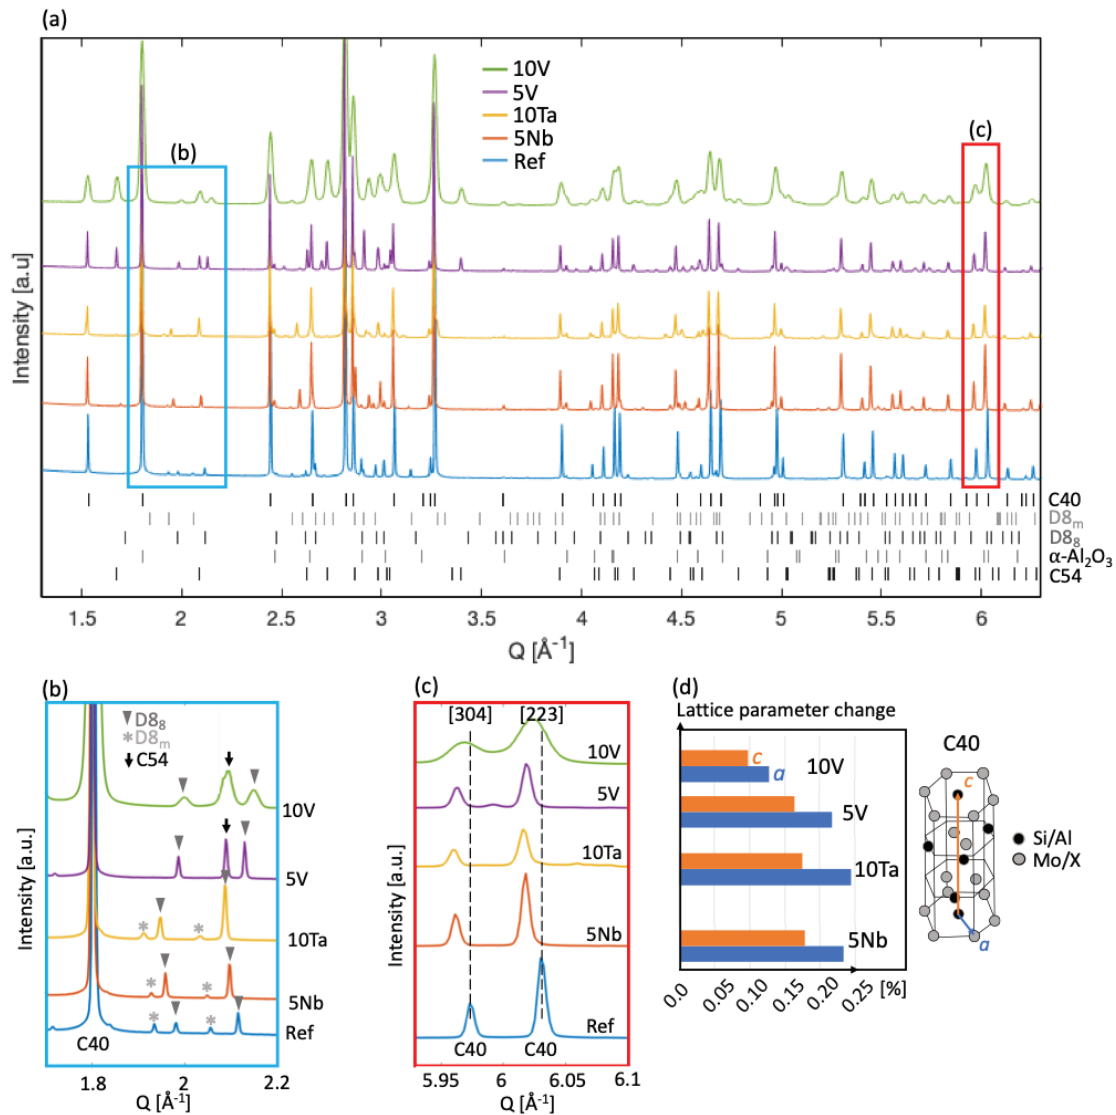 (a)
10V
5V
10Ta
5Nb
Ref
(b)
(c)
Intensity [a.u]
C40
D8m
D8₈
α-Al₂O₃
C54
1.5 2 2.5 3 3.5 4 4.5 5 5.5 6
Q [Å⁻¹]
(b)
D8₈
D8m
C54
10V
5V
10Ta
5Nb
Ref
C40
Intensity [a.u.]
1.8 2 2.2
Q [Å⁻¹]
(c)
[304] [223]
10V
5V
10Ta
5Nb
Ref
C40 C40
Intensity [a.u.]
5.95 6 6.05 6.1
Q [Å⁻¹]
(d)
Lattice parameter change
c
a
10V
5V
10Ta
5Nb
0.0 0.05 0.10 0.15 0.20 0.25 [%]
C40
c
Si/Al
Mo/X
a